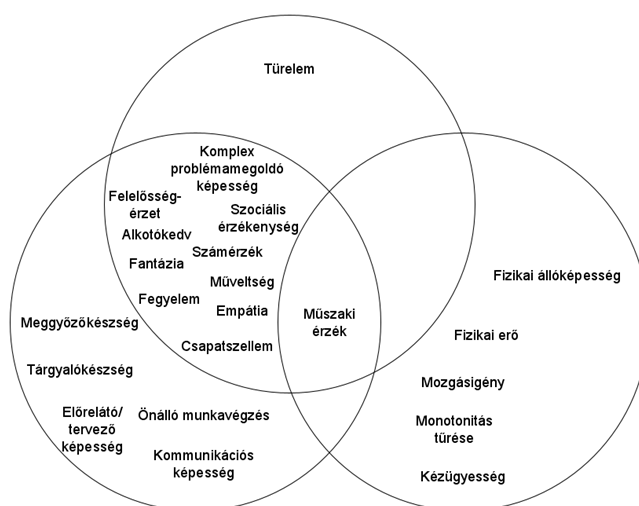 Türelem
Komplex
problémamegoldó
képesség
Felelősség-
érzet
Szociális
érzékenység
Alkotókedv
Számérzék
Fantázia
Műveltség
Fegyelem
Empátia
Csapatszellem
Műszaki
érzék
Meggyőzőkészség
Tárgyalókészség
Előrelátó/
tervező
képesség
Önálló munkavégzés
Kommunikációs
képesség
Fizikai állóképesség
Fizikai erő
Mozgásigény
Monotonitás
tűrése
Kézügyesség